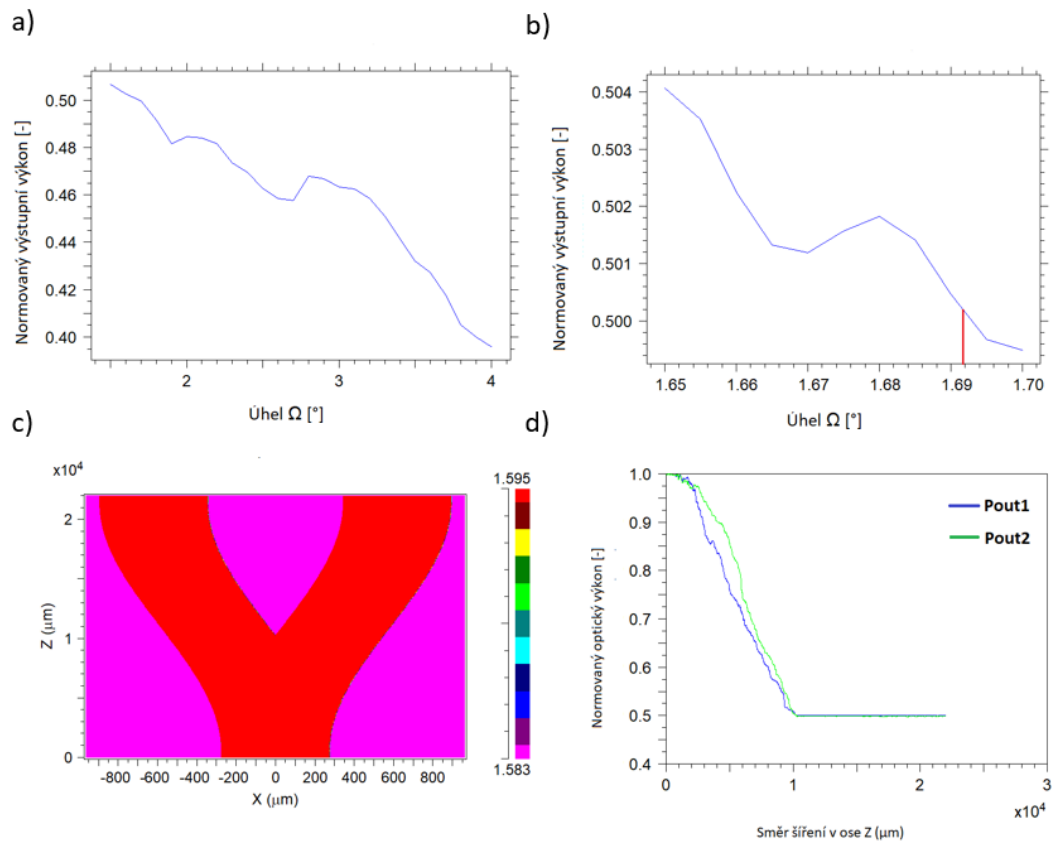 a)
Normovaný výstupní výkon [-]
0.50
0.48
0.46
0.44
0.42
0.40
2
3
4
Úhel Ω [°]
b)
Normovaný výstupní výkon [-]
0.504
0.503
0.502
0.501
0.500
1.65
1.66
1.67
1.68
1.69
1.70
Úhel Ω [°]
c)
x10⁴
Z (μm)
2
1
0
-800
-600
-400
-200
0
200
400
600
800
X (μm)
1.595
1.583
d)
Normovaný optický výkon [-]
1.0
0.9
0.8
0.7
0.6
0.5
0.4
Pout1
Pout2
0
1
2
3
x10⁴
Směr šíření v ose Z (μm)